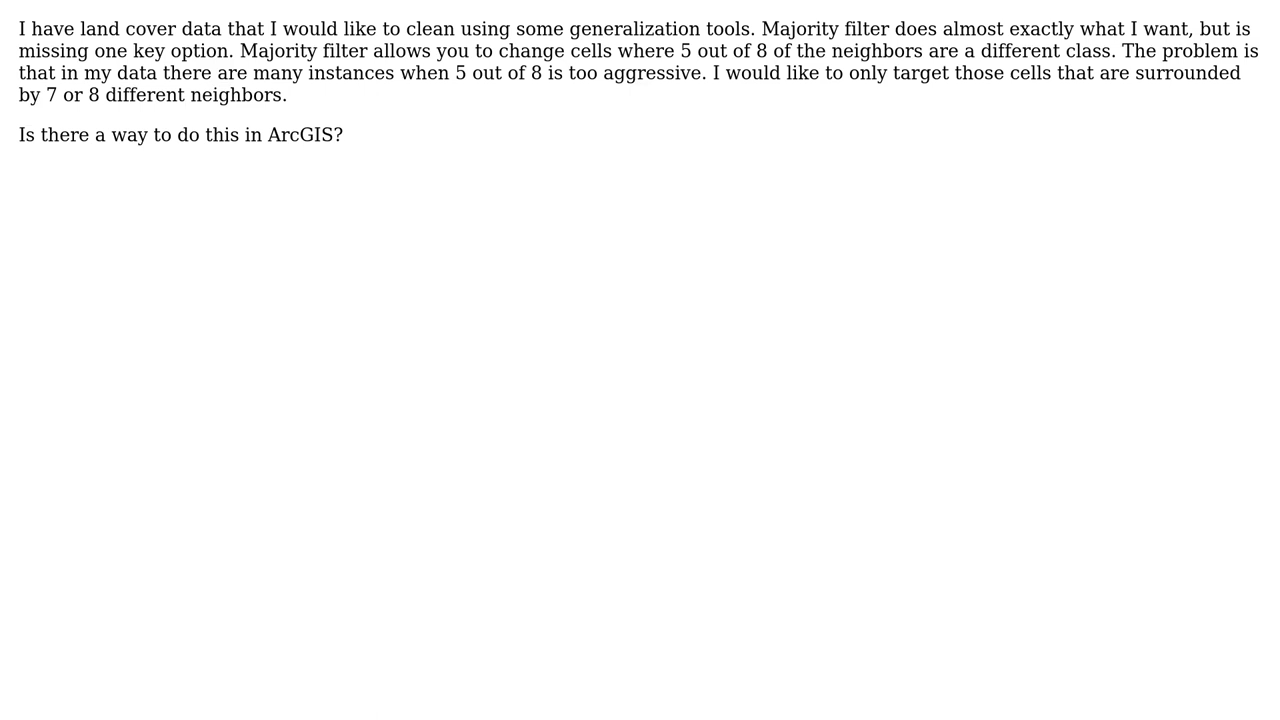 I have land cover data that I would like to clean using some generalization tools. Majority filter does almost exactly what I want, but is
missing one key option. Majority filter allows you to change cells where 5 out of 8 of the neighbors are a different class. The problem is
that in my data there are many instances when 5 out of 8 is too aggressive. I would like to only target those cells that are surrounded
by 7 or 8 different neighbors.
Is there a way to do this in ArcGIS?